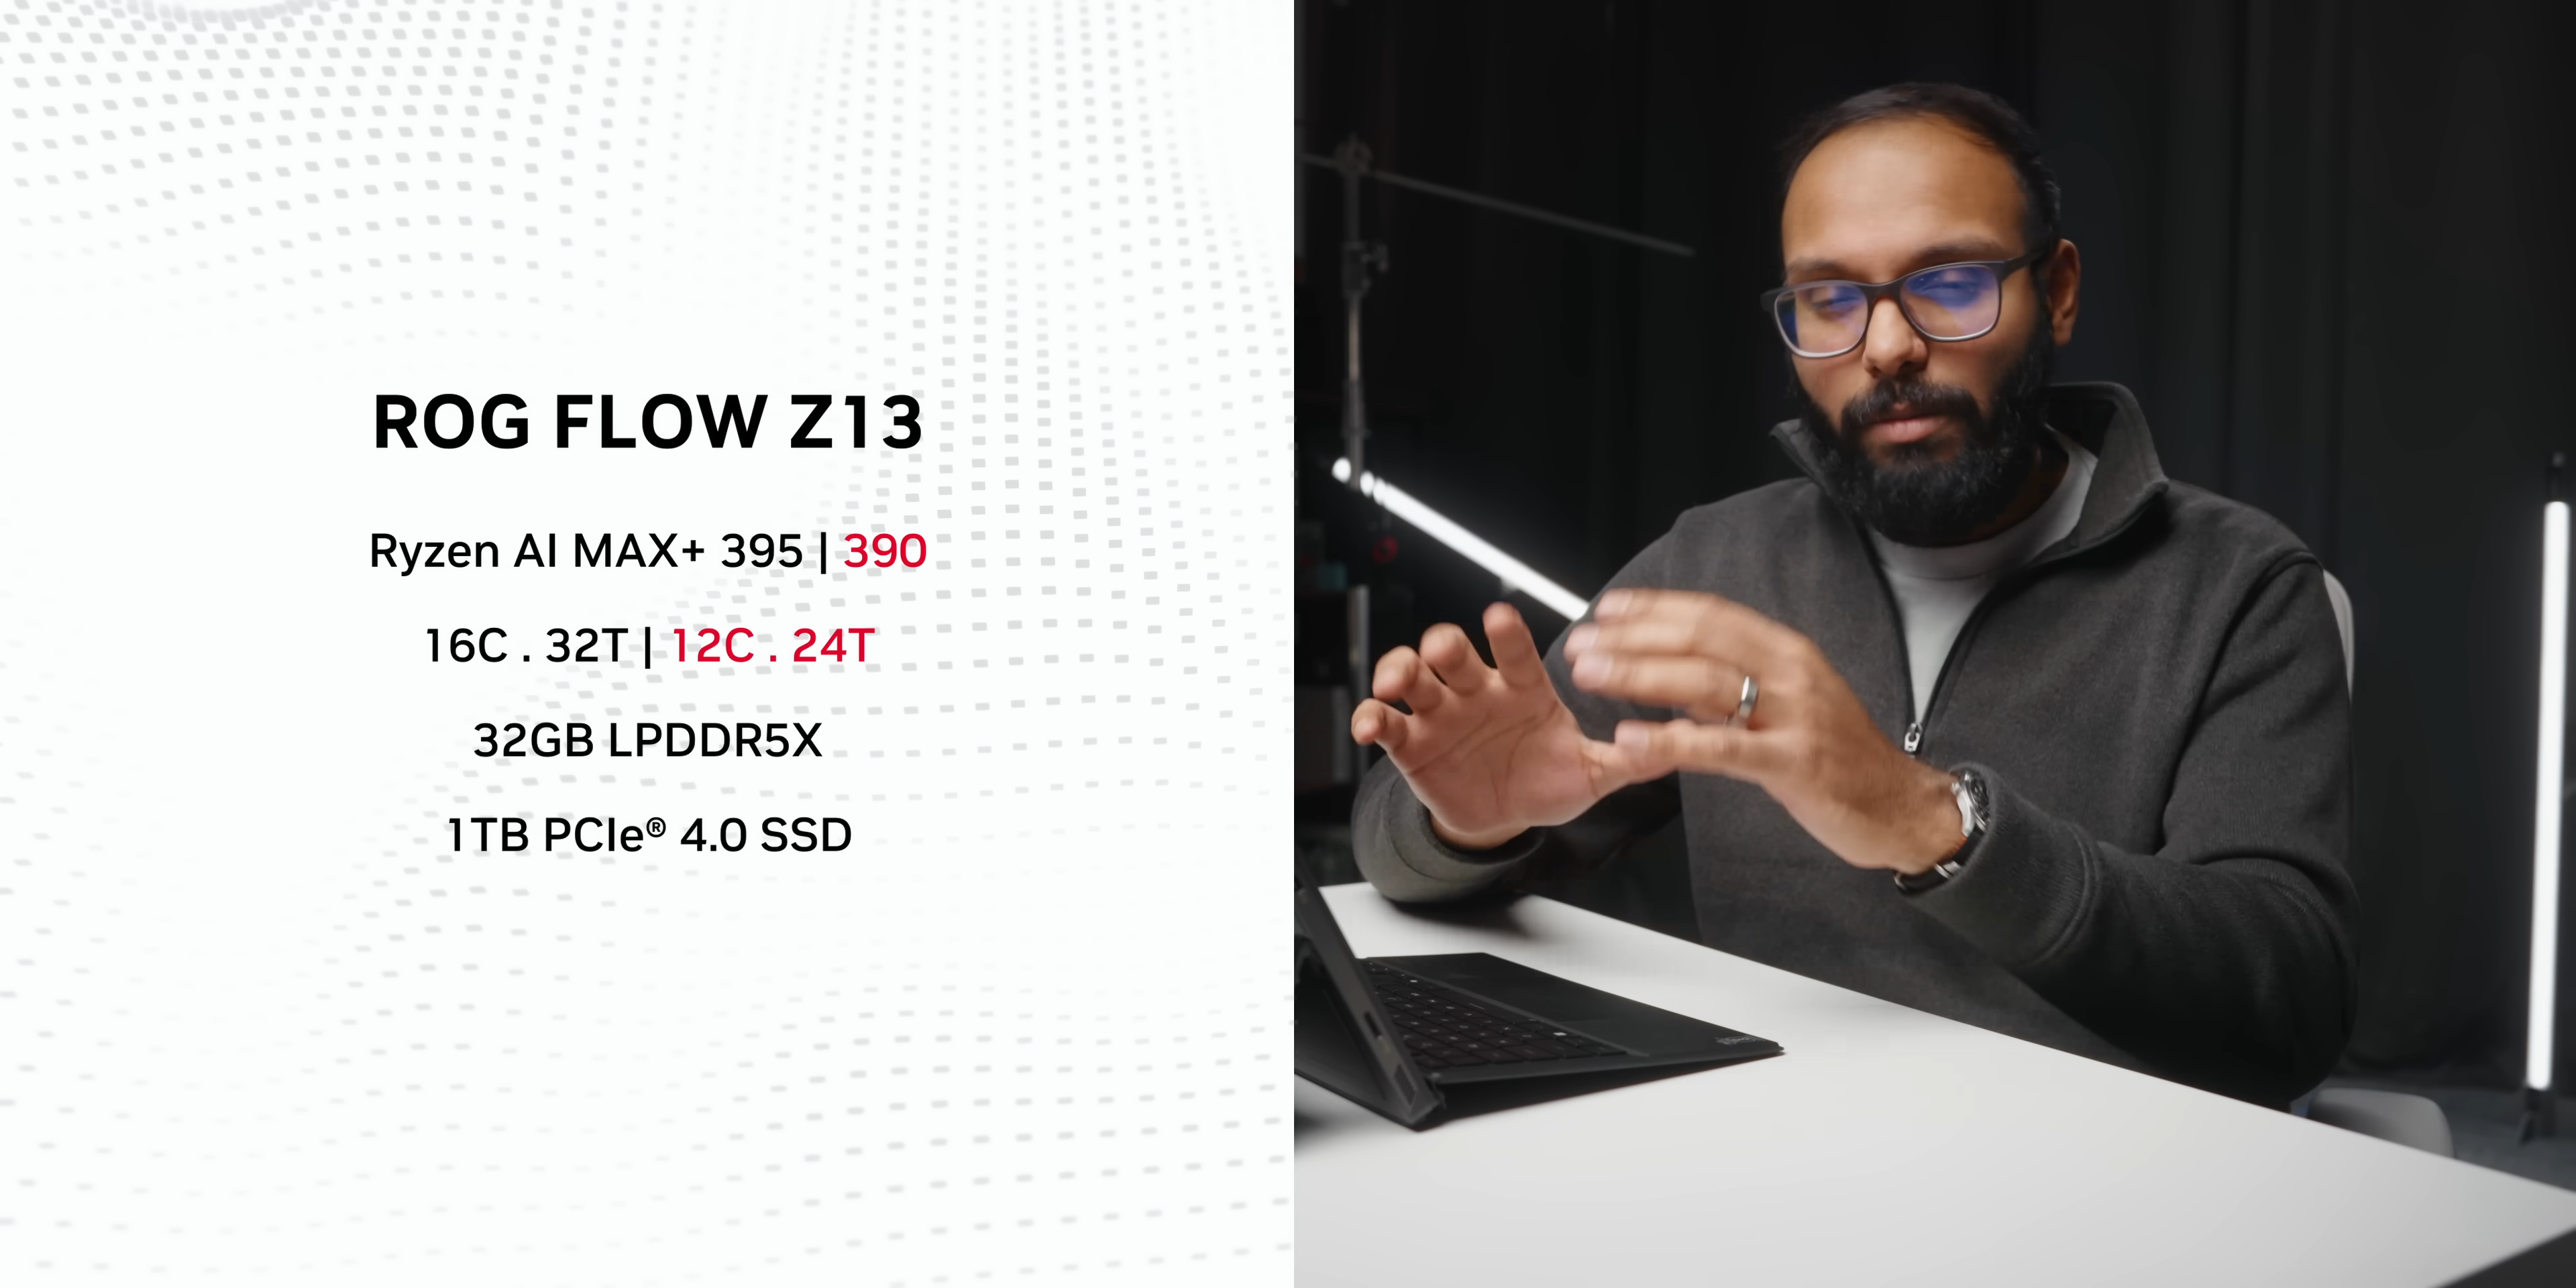 ROG FLOW Z13
Ryzen AI MAX+ 395 | 390
16C . 32T | 12C . 24T
32GB LPDDR5X
1TB PCIe® 4.0 SSD